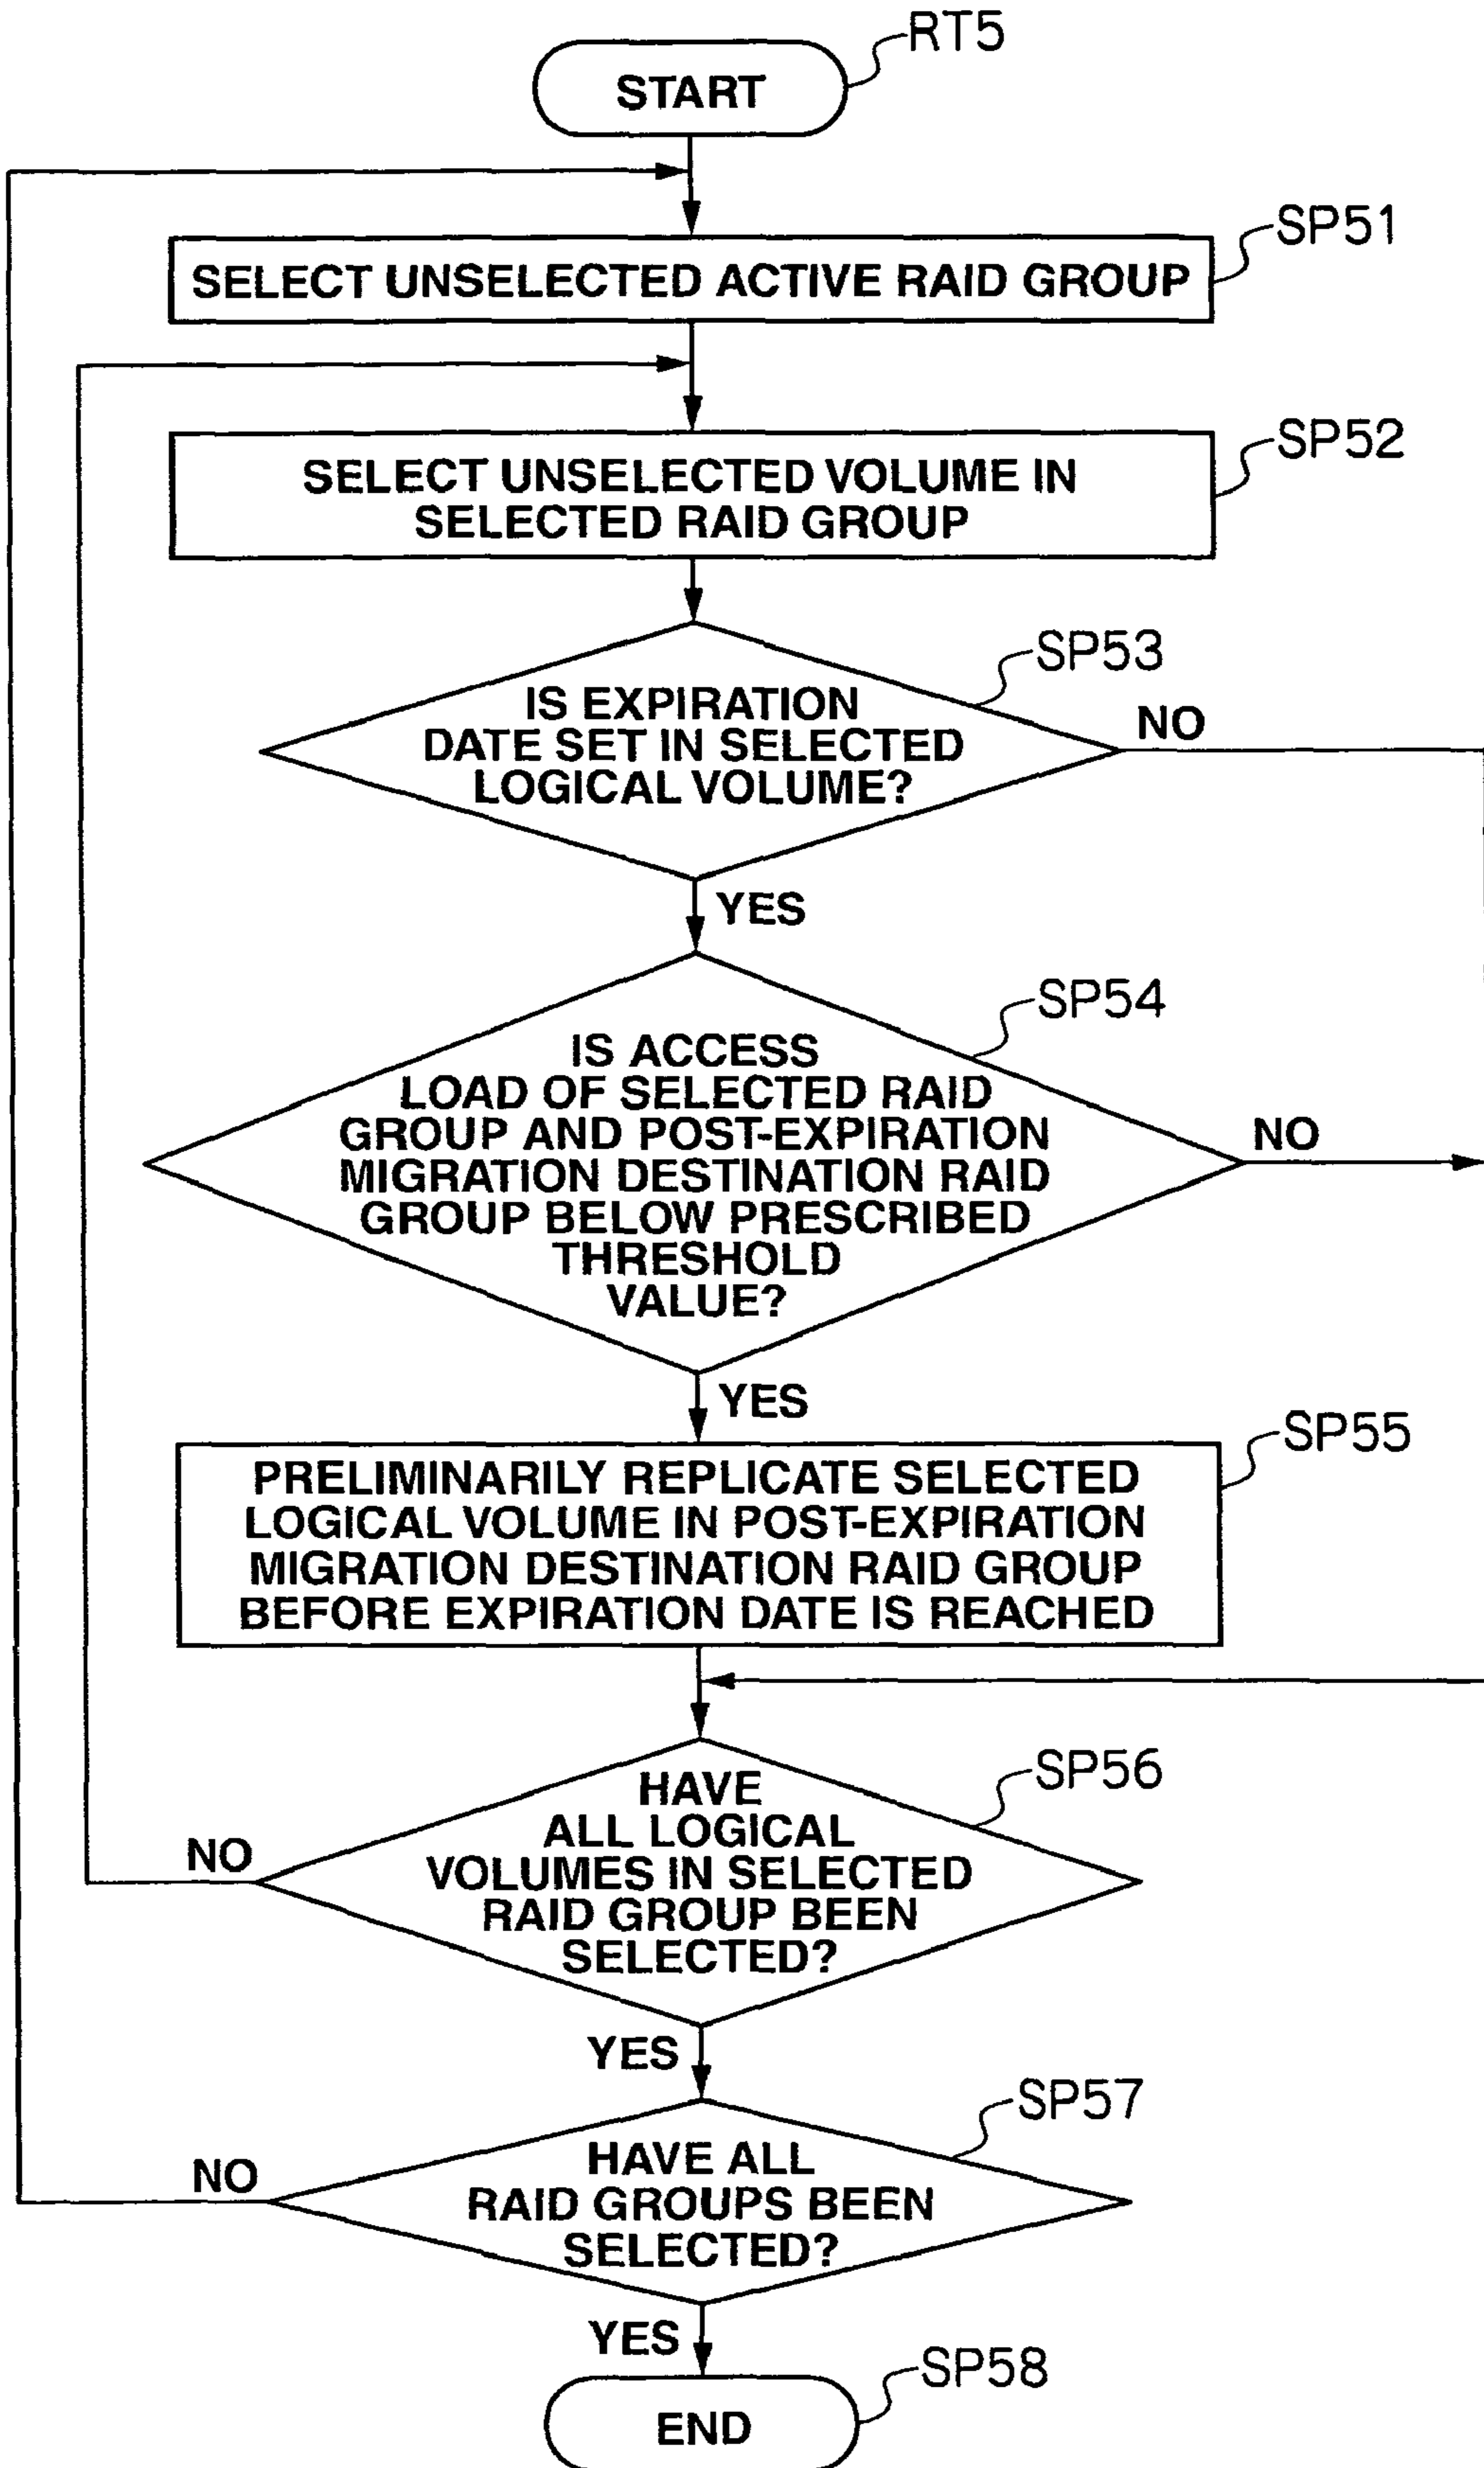 RT5
START
SP51
SELECT UNSELECTED ACTIVE RAID GROUP
SP52
SELECT UNSELECTED VOLUME IN
SELECTED RAID GROUP
SP53
IS EXPIRATION
DATE SET IN SELECTED
LOGICAL VOLUME?
NO
YES
SP54
IS ACCESS
LOAD OF SELECTED RAID
GROUP AND POST-EXPIRATION
MIGRATION DESTINATION RAID
GROUP BELOW PRESCRIBED
THRESHOLD
VALUE?
NO
YES
SP55
PRELIMINARILY REPLICATE SELECTED
LOGICAL VOLUME IN POST-EXPIRATION
MIGRATION DESTINATION RAID GROUP
BEFORE EXPIRATION DATE IS REACHED
SP56
HAVE
ALL LOGICAL
VOLUMES IN SELECTED
RAID GROUP BEEN
SELECTED?
NO
YES
SP57
HAVE ALL
RAID GROUPS BEEN
SELECTED?
NO
YES
SP58
END